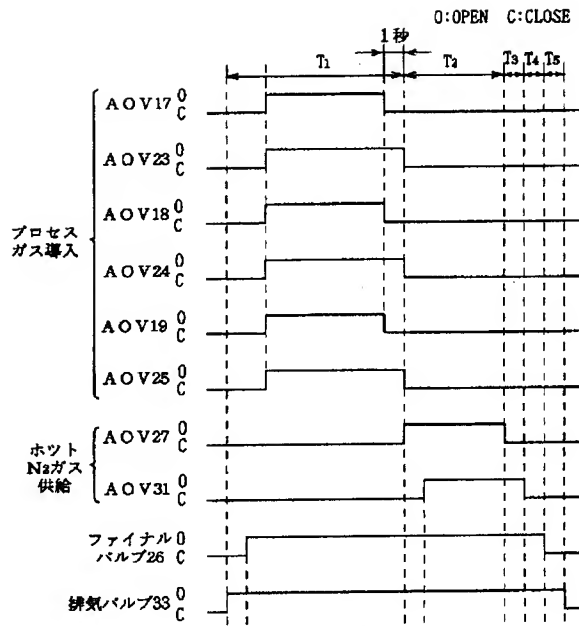 O:OPEN C:CLOSE
1秒
T₁ T₂ T₃ T₄ T₅
プロセス
ガス導入
AOV17 O
C
AOV23 O
C
AOV18 O
C
AOV24 O
C
AOV19 O
C
AOV25 O
C
ホツト
N₂ガス
供給
AOV27 O
C
AOV31 O
C
ファイナル O
バルブ26 C
排気バルブ33 O
C